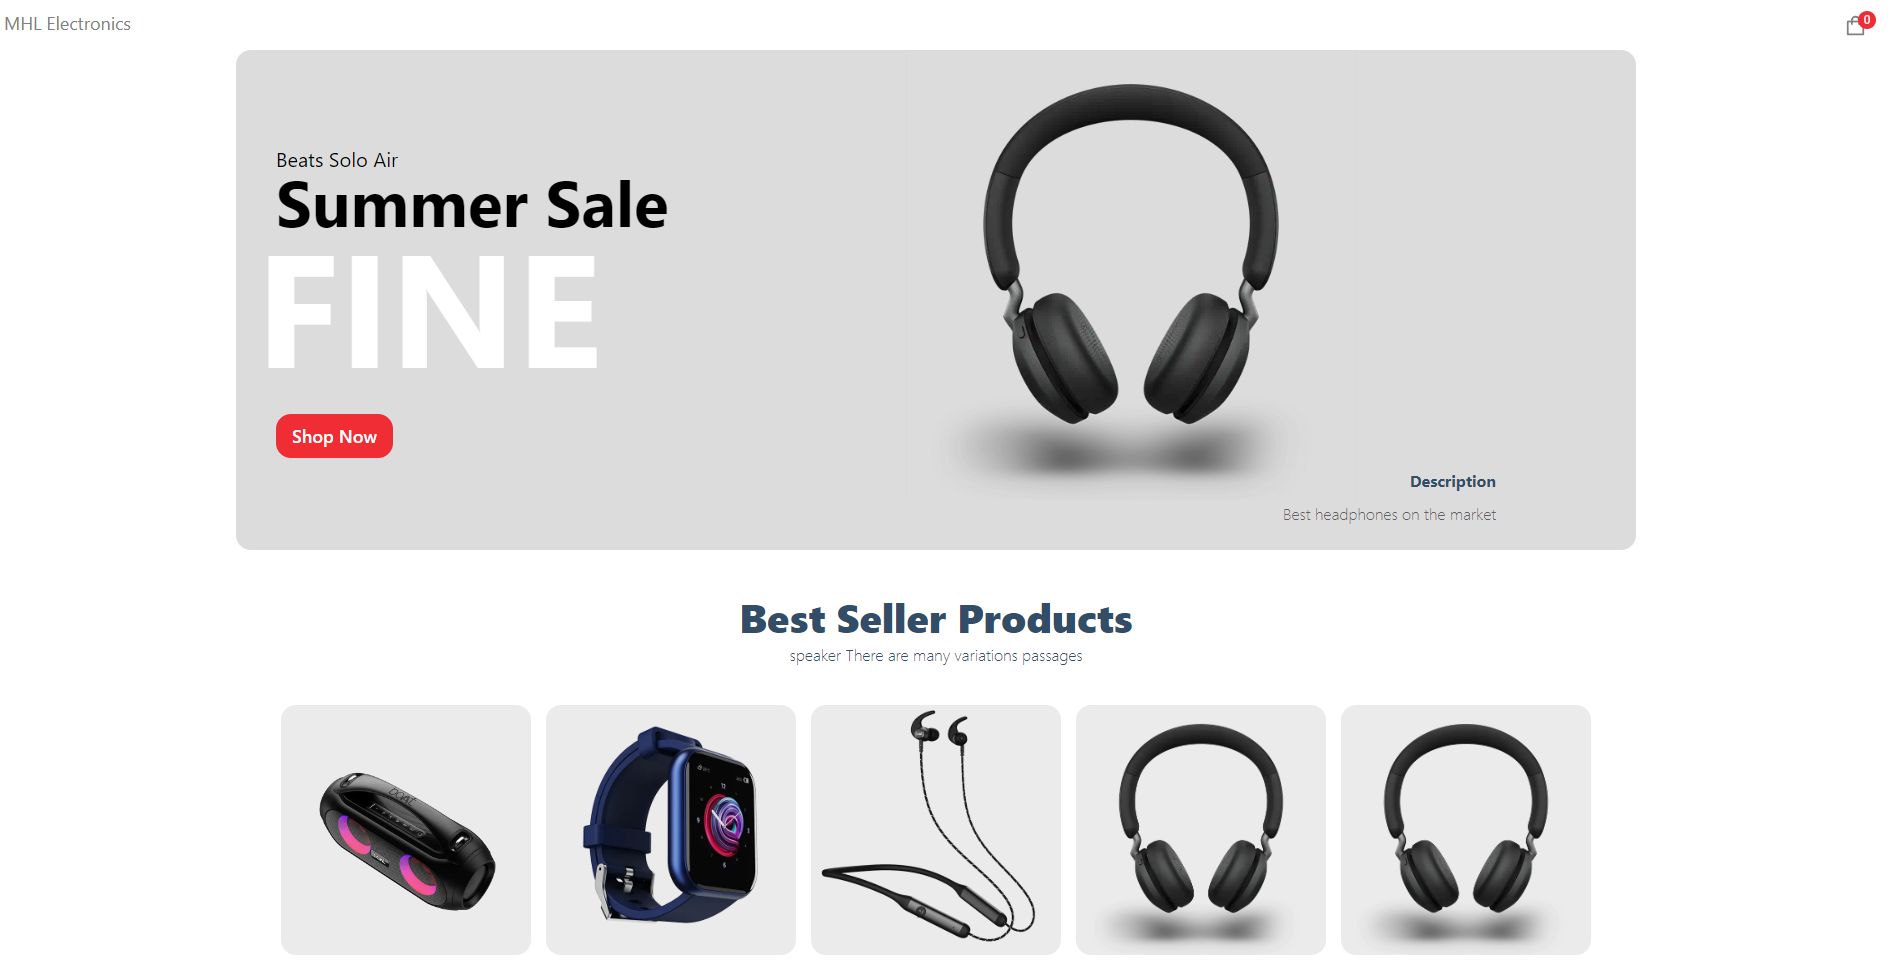 MHL Electronics
0
Beats Solo Air
Summer Sale
FINE
Shop Now
Description
Best headphones on the market
Best Seller Products
speaker There are many variations passages